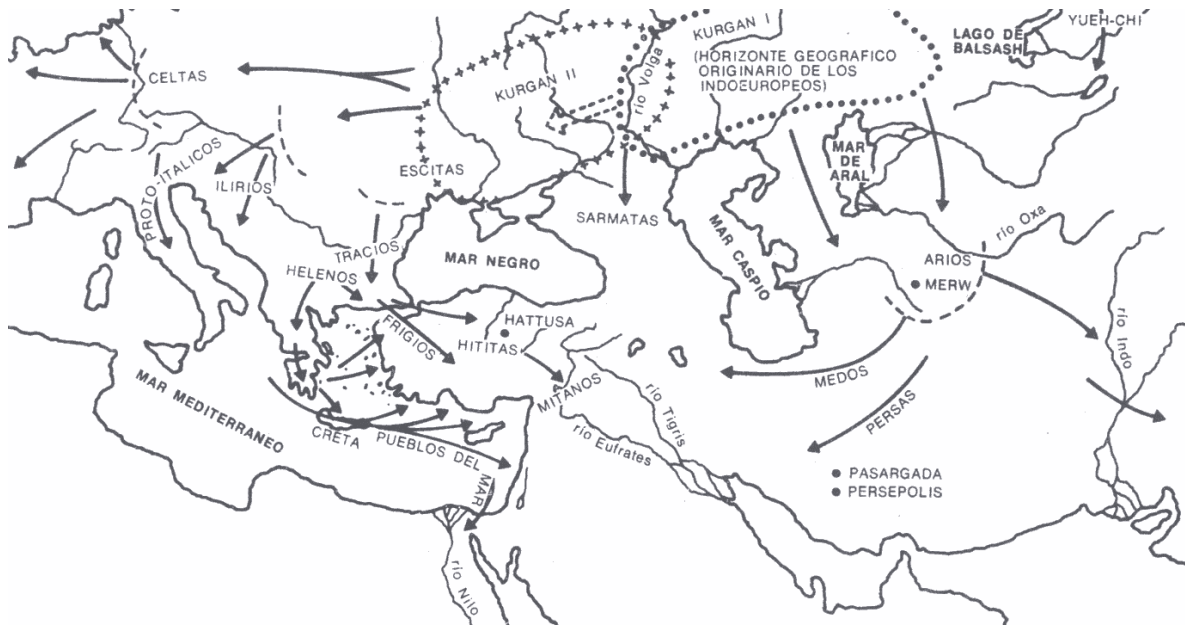 YUEH-CHI
LAGO DE
BALSASH
KURGAN I
(HORIZONTE GEOGRAFICO
ORIGINARIO DE LOS
INDOEUROPEOS)
río Volga
KURGAN II
CELTAS
PROTO-ITALICOS
ILIRIOS
ESCITAS
SARMATAS
MAR
DE
ARAL
MAR CASPIO
río Oxa
ARIOS
MERW
TRACIOS
MAR NEGRO
HELENOS
FRIGIOS
HATTUSA
HITITAS
MITANOS
río Tigris
río Eufrates
MEDOS
PERSAS
río Indo
MAR MEDITERRANEO
CRETA
PUEBLOS DEL MAR
PASARGADA
PERSEPOLIS
río Nilo